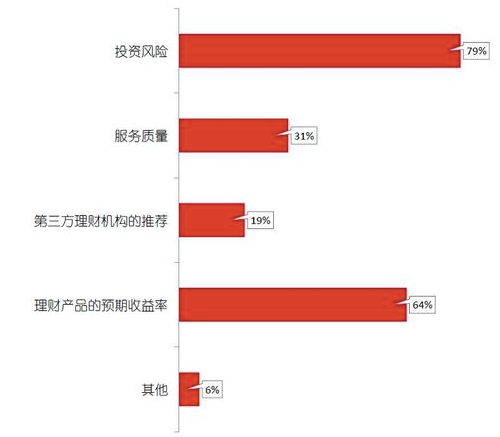 投资风险
79%
服务质量
31%
第三方理财机构的推荐
19%
理财产品的预期收益率
64%
其他
6%